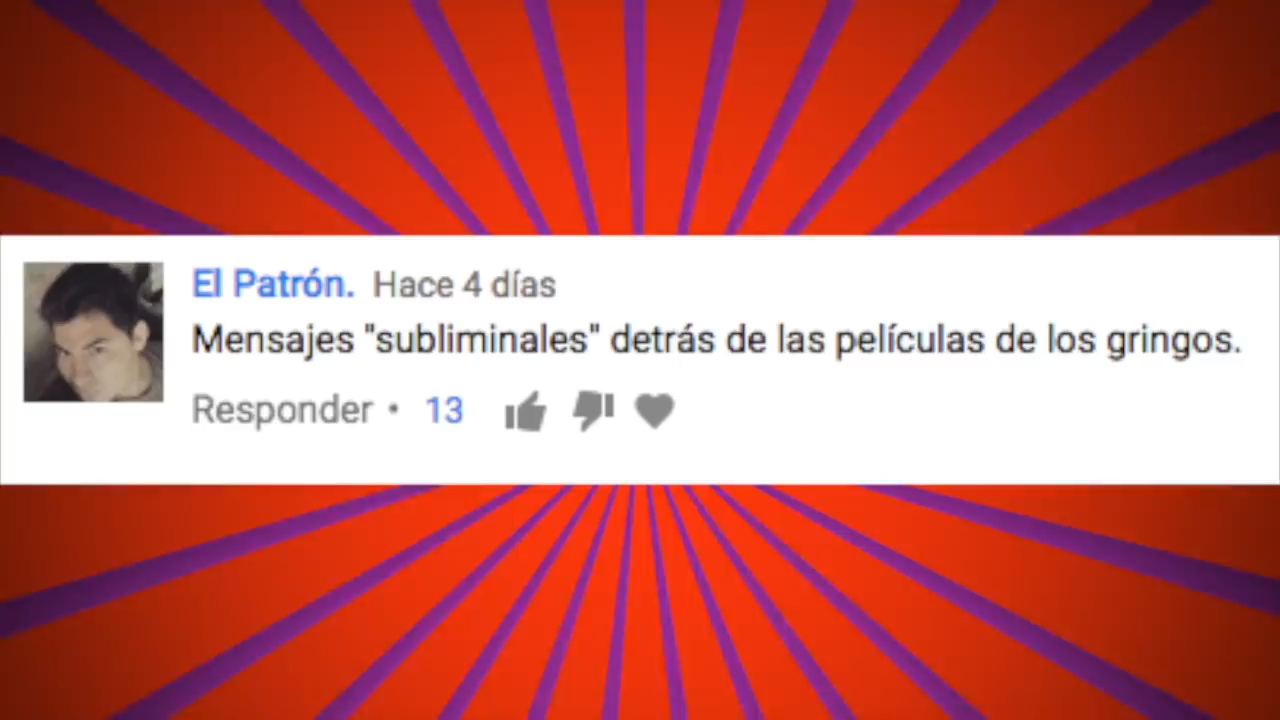 El Patrón. Hace 4 días
Mensajes "subliminales" detrás de las películas de los gringos.
Responder • 13